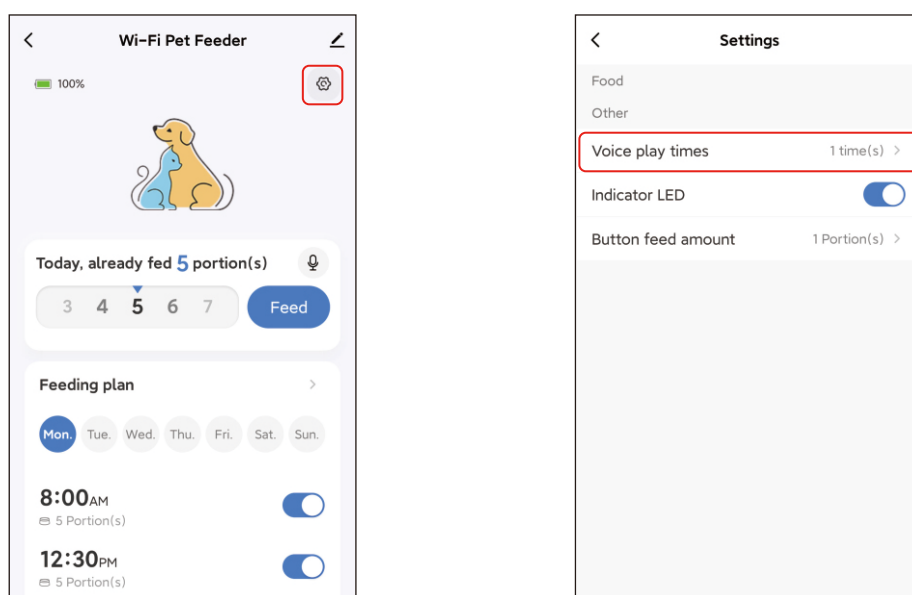 Wi-Fi Pet Feeder
100%
Today, already fed 5 portion(s)
3 4 5 6 7
Feed
Feeding plan
Mon. Tue. Wed. Thu. Fri. Sat. Sun.
8:00AM
5 Portion(s)
12:30PM
5 Portion(s)
Settings
Food
Other
Voice play times 1 time(s)
Indicator LED
Button feed amount 1 Portion(s)